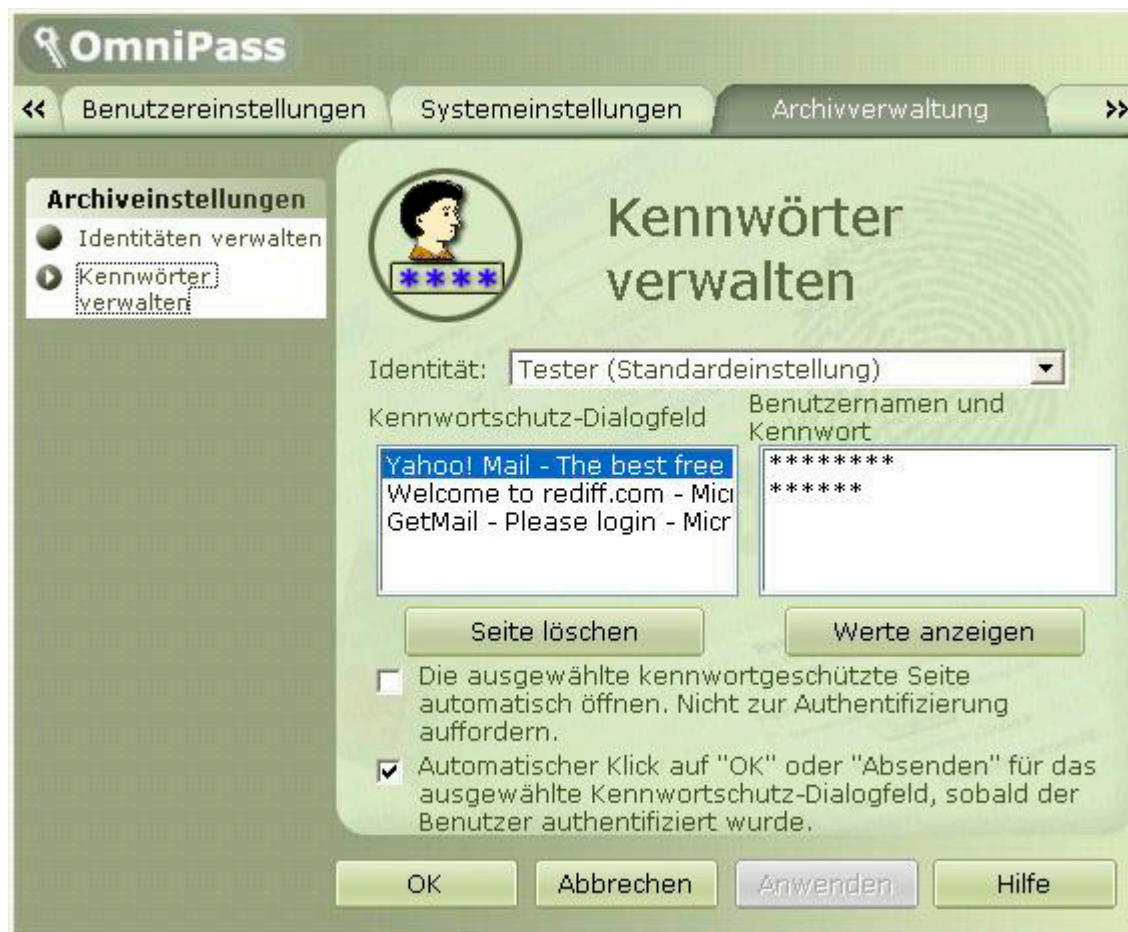 OmniPass
<< Benutzereinstellungen Systemeinstellungen Archivverwaltung >>
Archiveinstellungen
Identitäten verwalten
Kennwörter
verwalten
****
Kennwörter
verwalten
Identität: Tester (Standardeinstellung)
Kennwortschutz-Dialogfeld
Yahoo! Mail - The best free
Welcome to rediff.com - Micr
GetMail - Please login - Micr
Benutzernamen und
Kennwort
********
******
Seite löschen
Werte anzeigen
Die ausgewählte kennwortgeschützte Seite
automatisch öffnen. Nicht zur Authentifizierung
auffordern.
Automatischer Klick auf "OK" oder "Absenden" für das
ausgewählte Kennwortschutz-Dialogfeld, sobald der
Benutzer authentifiziert wurde.
OK Abbrechen Anwenden Hilfe